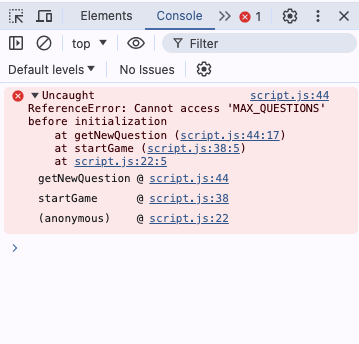 Elements Console 1
top Filter
Default levels No Issues
Uncaught script.js:44
ReferenceError: Cannot access 'MAX_QUESTIONS'
before initialization
at getNewQuestion (script.js:44:17)
at startGame (script.js:38:5)
at script.js:22:5
getNewQuestion @ script.js:44
startGame @ script.js:38
(anonymous) @ script.js:22